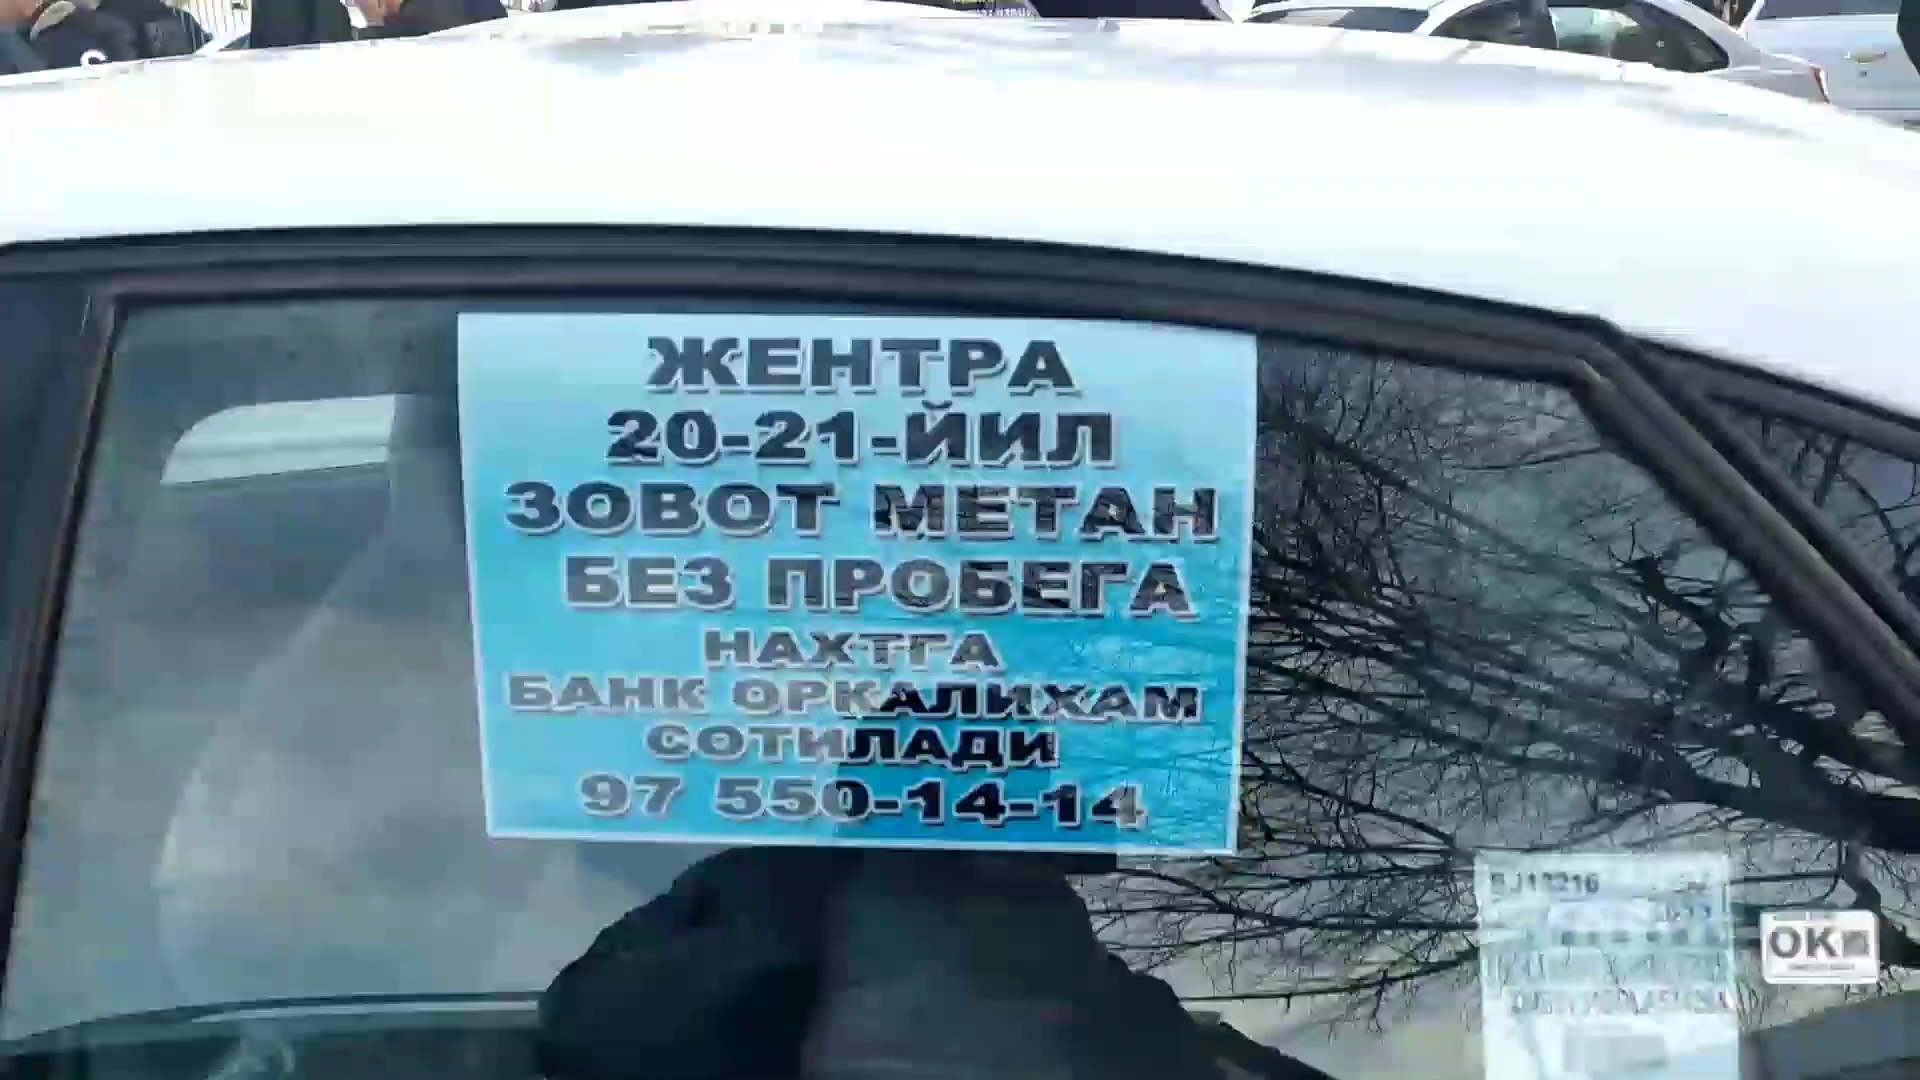 ЖЕНТРА
20-21-ЙИЛ
ЗОВОТ МЕТАН
БЕЗ ПРОБЕГА
НАХТГА
БАНК ОРКАЛИХАМ
СОТИЛАДИ
97 550-14-14
OK